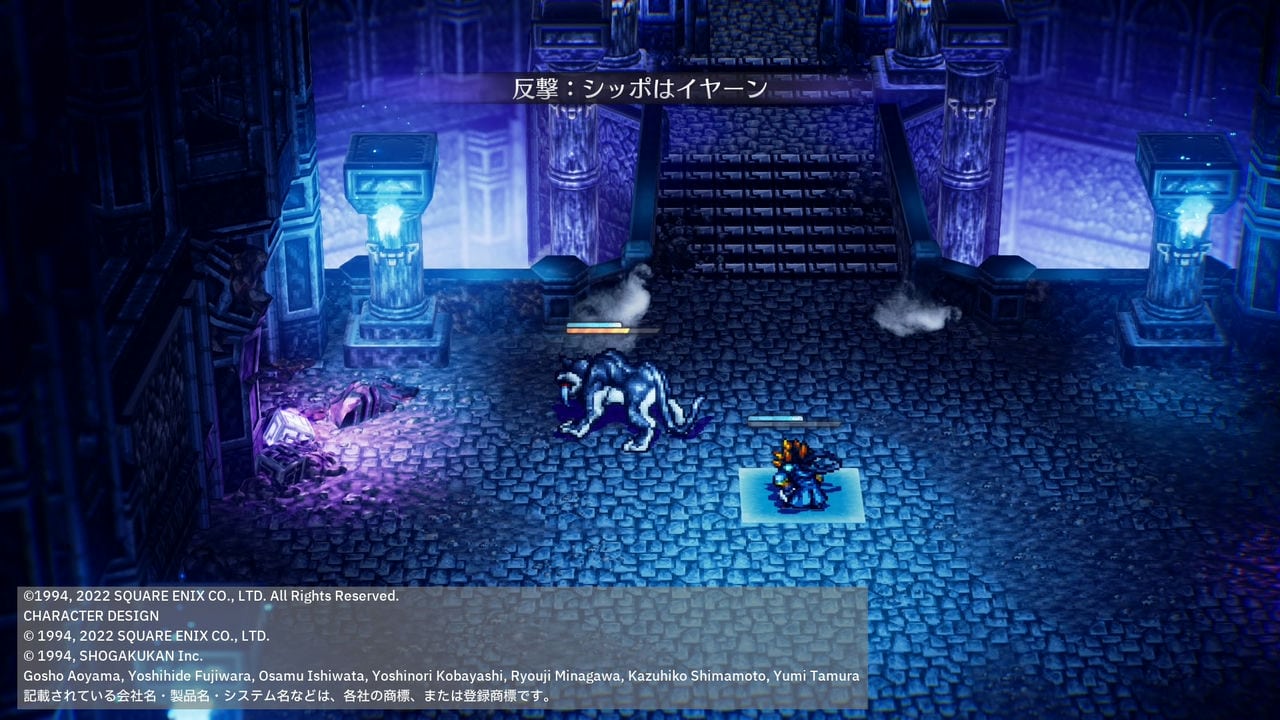 反撃：シッポはイヤーン
©1994, 2022 SQUARE ENIX CO., LTD. All Rights Reserved.
CHARACTER DESIGN
© 1994, 2022 SQUARE ENIX CO., LTD.
© 1994, SHOGAKUKAN Inc.
Gosho Aoyama, Yoshihide Fujiwara, Osamu Ishiwata, Yoshinori Kobayashi, Ryouji Minagawa, Kazuhiko Shimamoto, Yumi Tamura
記載されている会社名・製品名・システム名などは、各社の商標、または登録商標です。